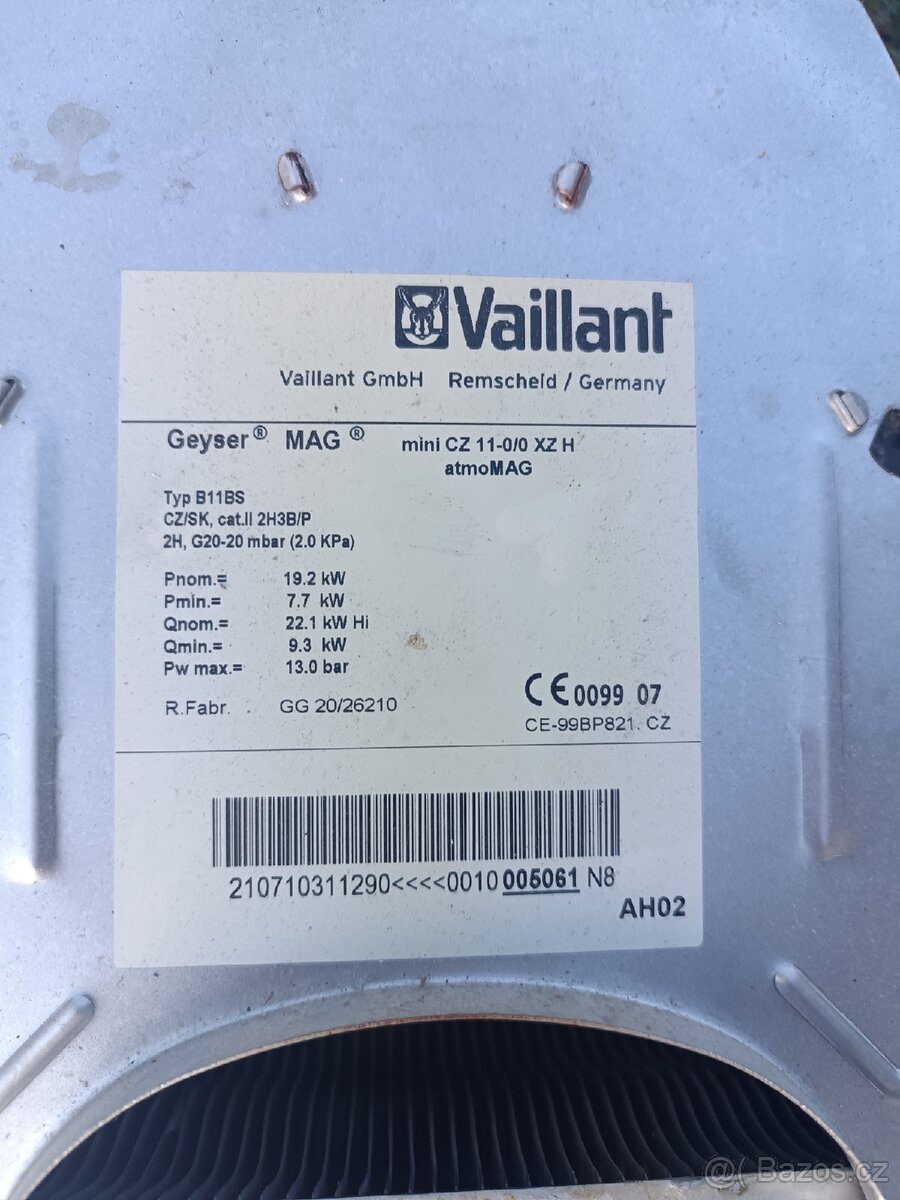 Vaillant
Vaillant GmbH Remscheid / Germany
Geyser® MAG® mini CZ 11-0/0 XZ H
atmoMAG
Typ B11BS
CZ/SK, cat.II 2H3B/P
2H, G20-20 mbar (2.0 KPa)
Pnom.= 19.2 kW
Pmin.= 7.7 kW
Qnom.= 22.1 kW Hi
Qmin.= 9.3 kW
Pw max.= 13.0 bar
R.Fabr. GG 20/26210
CE 0099 07
CE-99BP821. CZ
210710311290<<<<0010005061N8
AH02
Bazos.cz